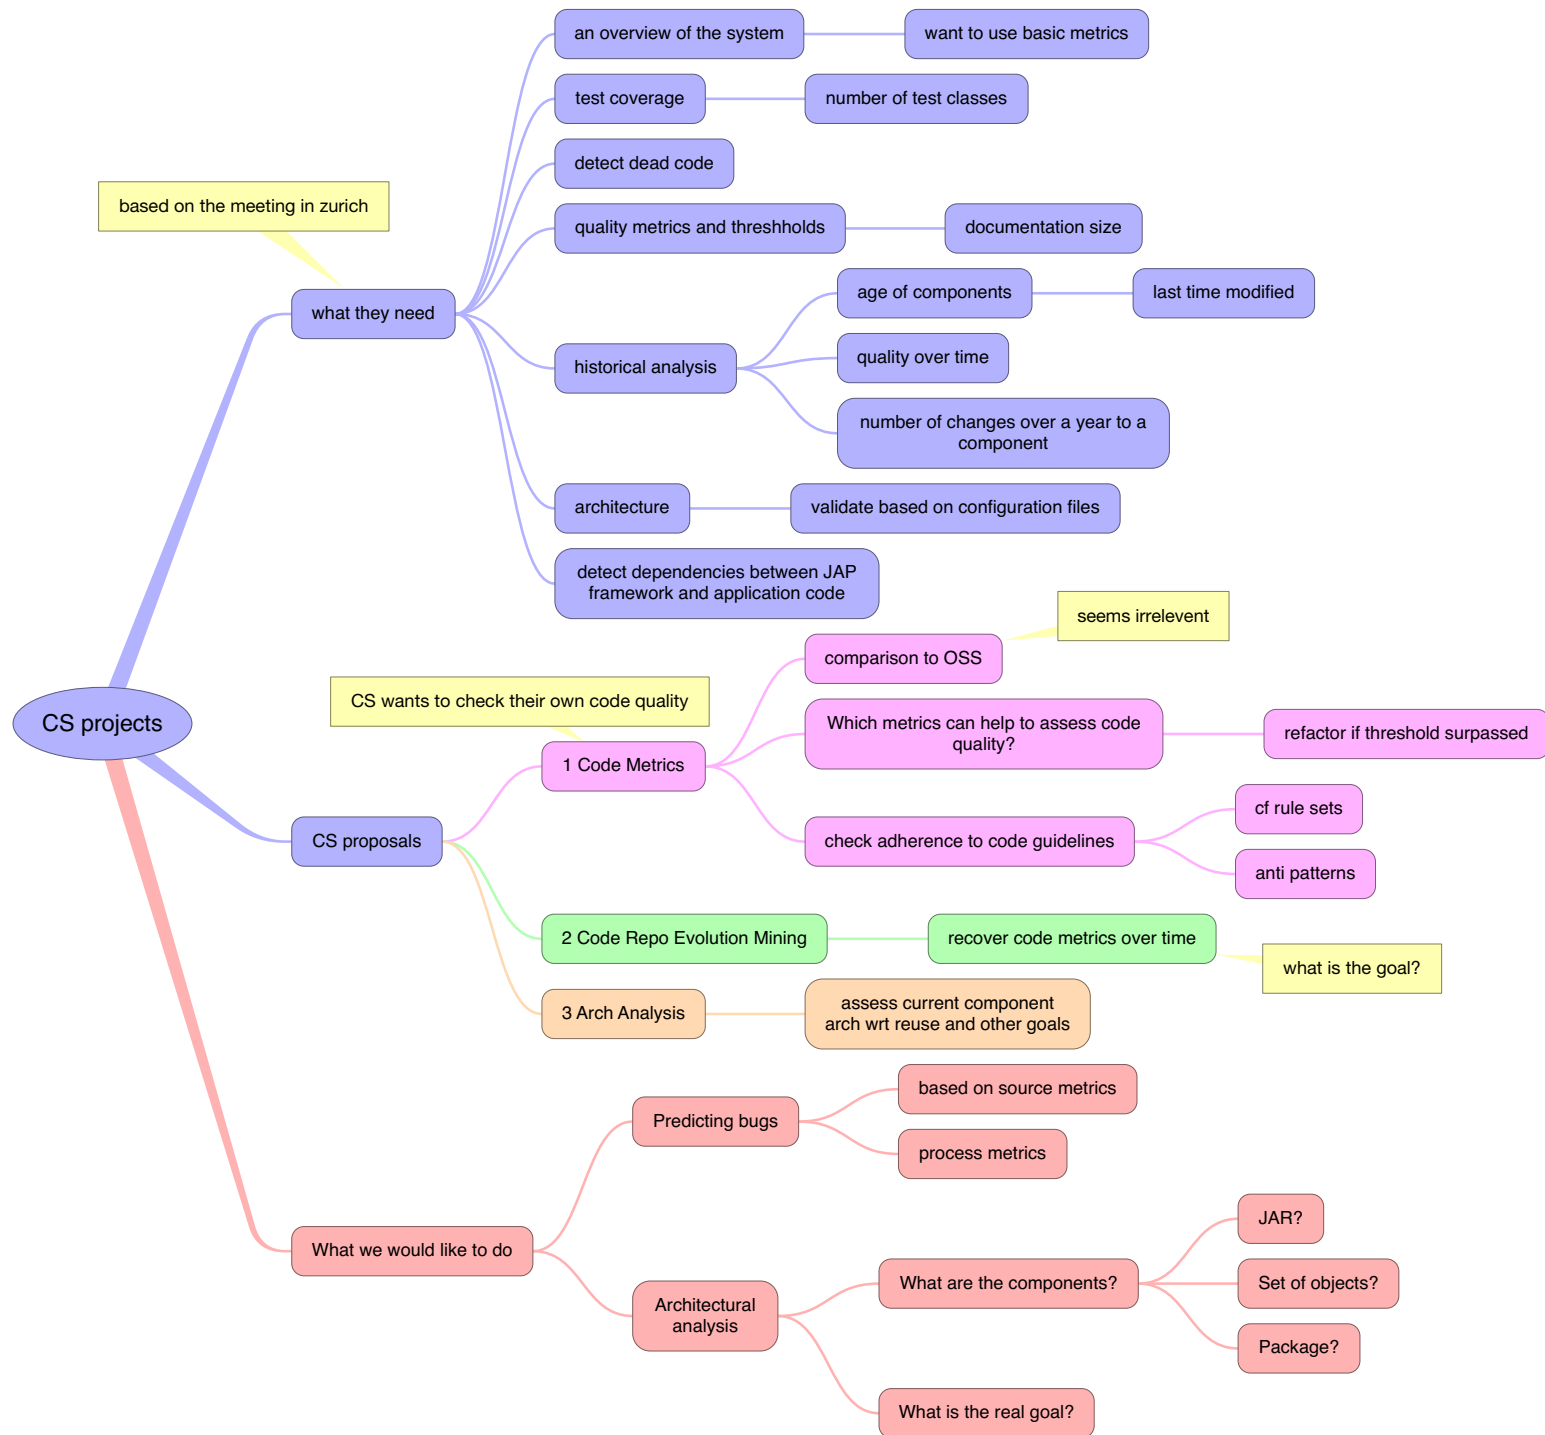 an overview of the system
want to use basic metrics
test coverage
number of test classes
detect dead code
based on the meeting in zurich
quality metrics and threshholds
documentation size
age of components
last time modified
what they need
quality over time
historical analysis
number of changes over a year to a
component
architecture
validate based on configuration files
detect dependencies between JAP
framework and application code
seems irrelevent
comparison to OSS
CS wants to check their own code quality
CS projects
Which metrics can help to assess code
quality?
refactor if threshold surpassed
1 Code Metrics
cf rule sets
CS proposals
check adherence to code guidelines
anti patterns
2 Code Repo Evolution Mining
recover code metrics over time
what is the goal?
3 Arch Analysis
assess current component
arch wrt reuse and other goals
based on source metrics
Predicting bugs
process metrics
JAR?
What we would like to do
What are the components?
Set of objects?
Architectural
analysis
Package?
What is the real goal?